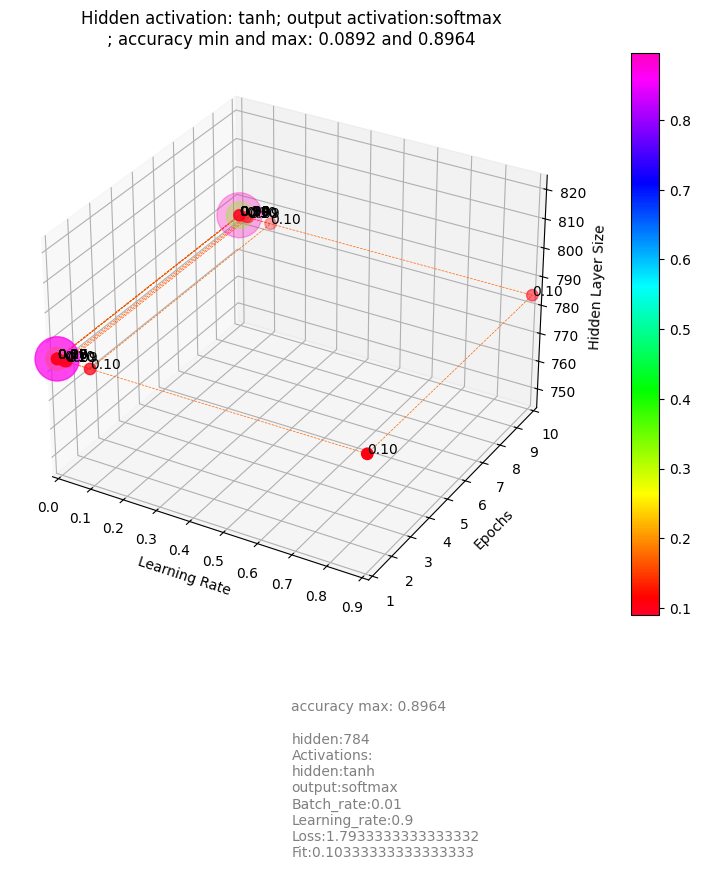 Hidden activation: tanh; output activation:softmax
; accuracy min and max: 0.0892 and 0.8964
820
810
800
790
780
770
760
750
Hidden Layer Size
0.10
0.10
0.10
0.10
0.0
0.1
0.2
0.3
0.4
0.5
0.6
0.7
0.8
0.9
Learning Rate
1
2
3
4
5
6
7
8
9
10
Epochs
0.8
0.7
0.6
0.5
0.4
0.3
0.2
0.1
accuracy max: 0.8964
hidden:784
Activations:
hidden:tanh
output:softmax
Batch_rate:0.01
Learning_rate:0.9
Loss:1.7933333333333332
Fit:0.10333333333333333